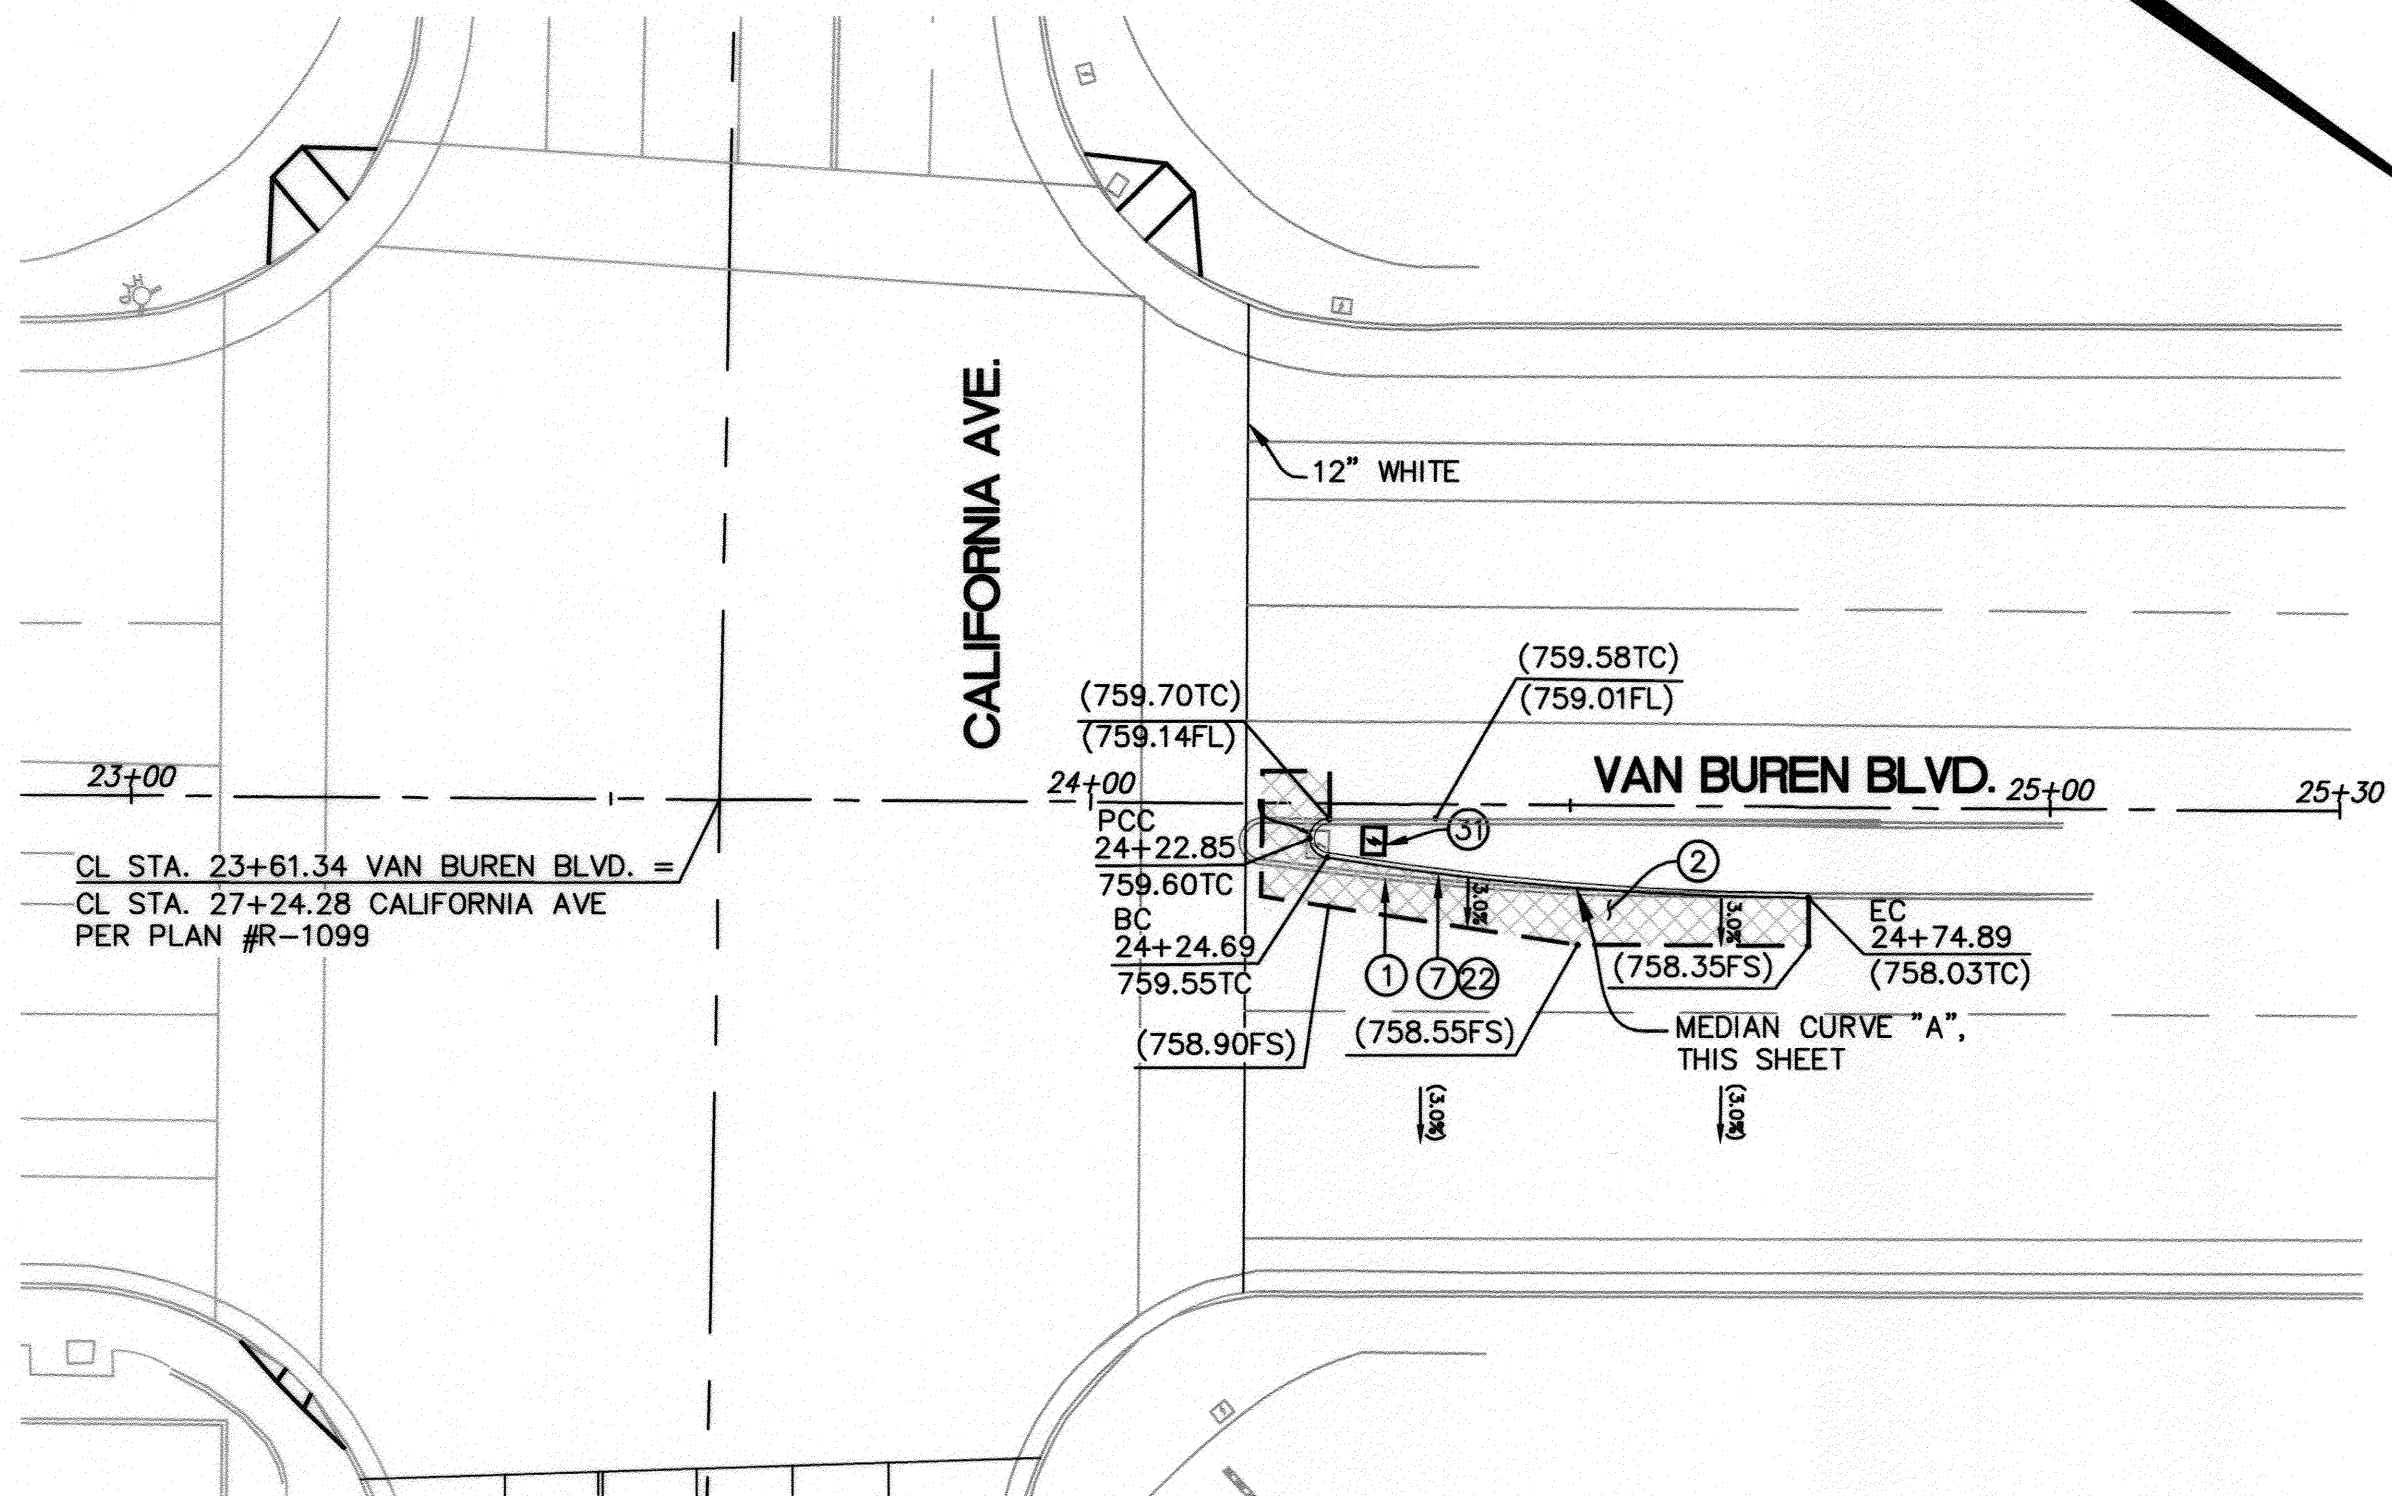 CALIFORNIA AVE.
12” WHITE
(759.58TC)
(759.01FL)
(759.70TC)
(759.14FL)
VAN BUREN BLVD.
23+00
24+00
25+00
25+30
PCC
24+22.85
759.60TC
31
2
CL STA. 23+61.34 VAN BUREN BLVD. =
CL STA. 27+24.28 CALIFORNIA AVE
PER PLAN #R-1099
BC
24+24.69
759.55TC
3.0%
3.0%
EC
24+74.89
(758.03TC)
1
7
22
(758.35FS)
(758.90FS)
(758.55FS)
MEDIAN CURVE "A",
THIS SHEET
(3.0%)
(3.0%)